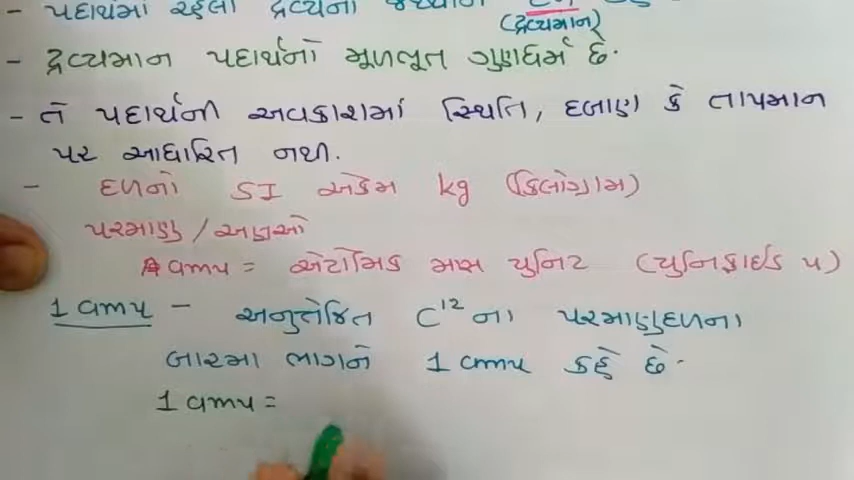 - પદાર્થમાં રહેલા દ્રવ્યના
(દ્રવ્યમાન)
- દ્રવ્યમાન પદાર્થનો મૂળભૂત ગુણધર્મ છે.
- તે પદાર્થની અવકાશમાં સ્થિતિ, દબાણ કે તાપમાન
પર આધારિત નથી.
- દળનો SI એકમ kg (કિલોગ્રામ)
પરમાણુ/અણુઓ
amu = એટોમિક માસ યુનિટ (યુનિફાઈડ u)
1 amu - અનુત્તેજિત C¹² ના પરમાણુદળના
બારમા ભાગને 1 amu કહે છે.
1 amu =